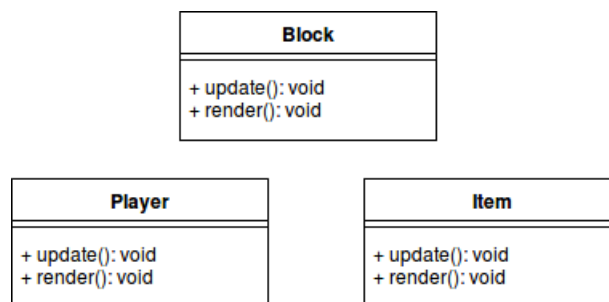 Block
+ update(): void
+ render(): void
Player
+ update(): void
+ render(): void
Item
+ update(): void
+ render(): void